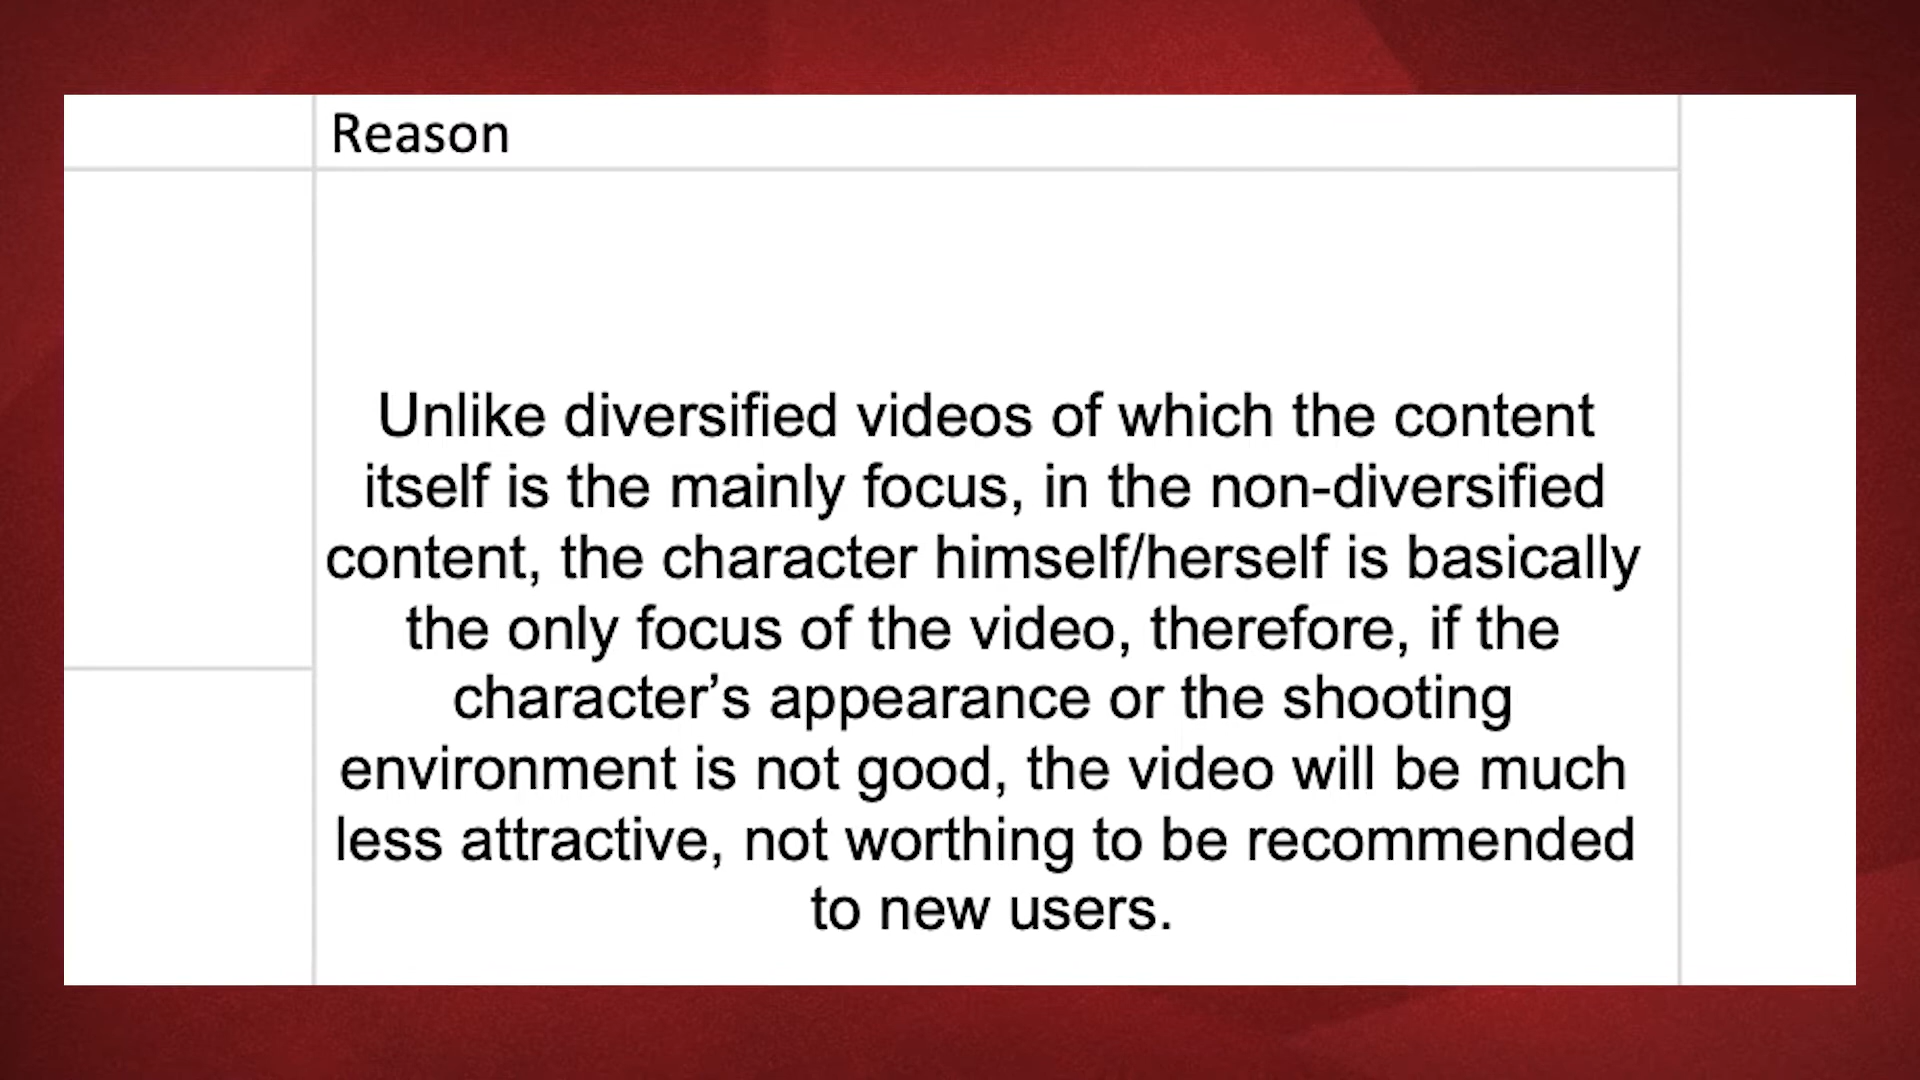 Reason
Unlike diversified videos of which the content
itself is the mainly focus, in the non-diversified
content, the character himself/herself is basically
the only focus of the video, therefore, if the
character’s appearance or the shooting
environment is not good, the video will be much
less attractive, not worthing to be recommended
to new users.